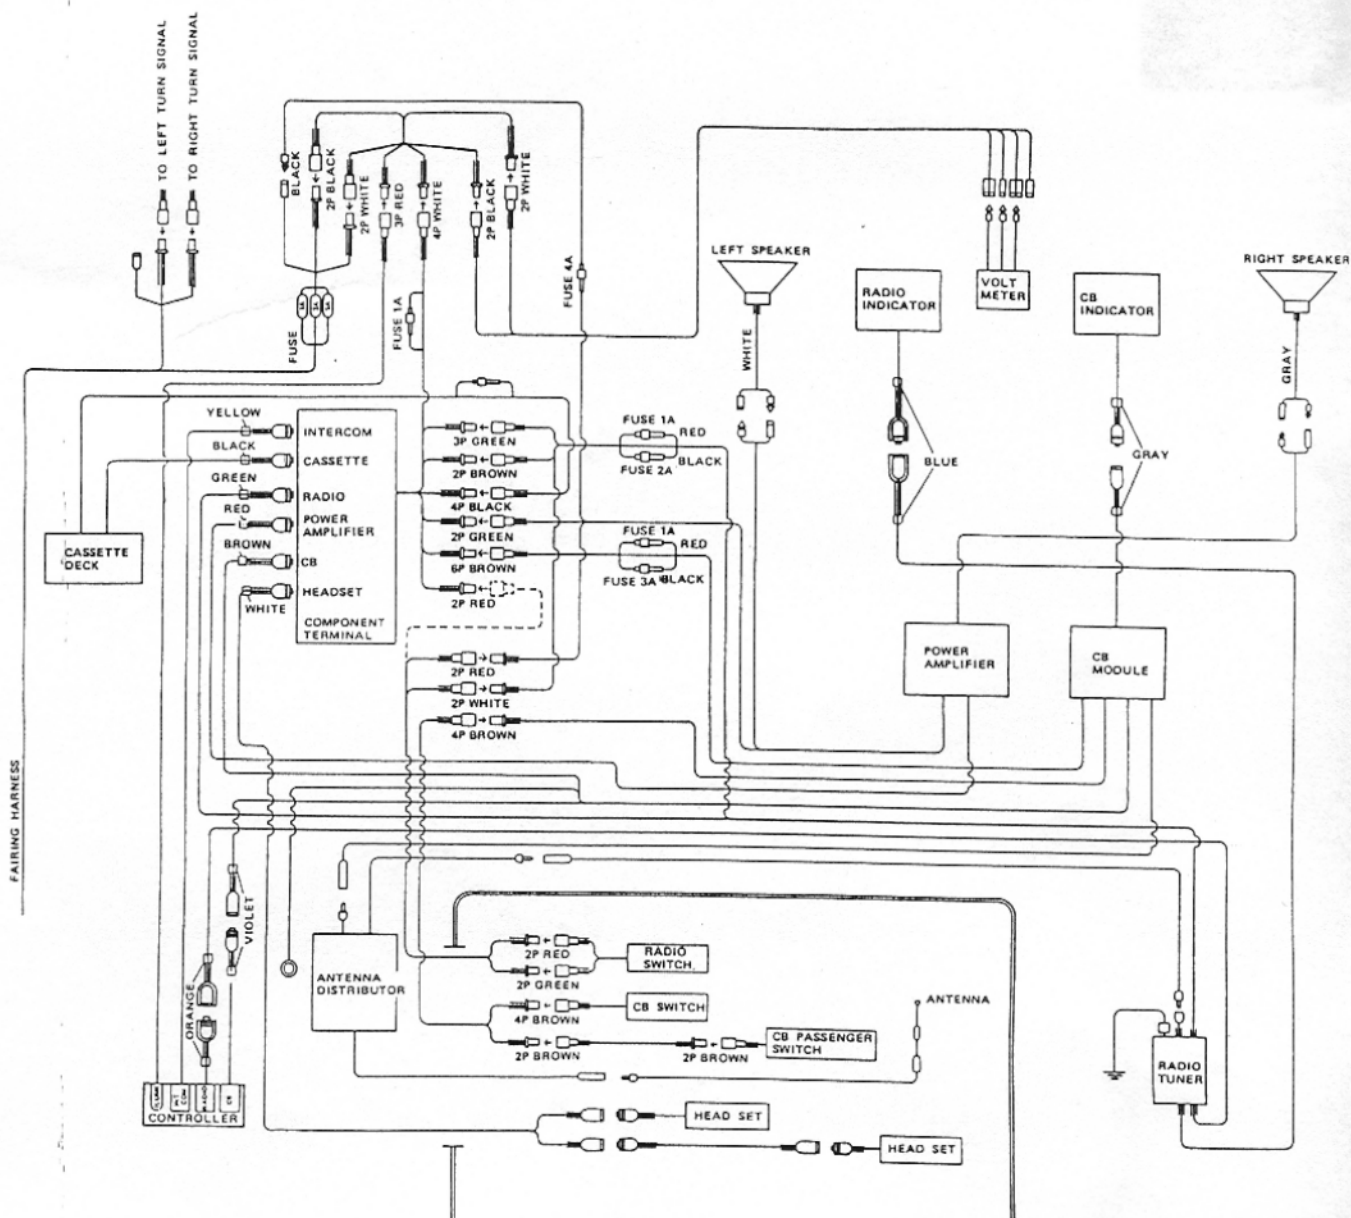 TO LEFT TURN SIGNAL
TO RIGHT TURN SIGNAL
BLACK
2P BLACK
2P WHITE
3P RED
4P WHITE
2P BLACK
2P WHITE
FUSE
FUSE 1A
FUSE 4A
LEFT SPEAKER
WHITE
RADIO
INDICATOR
BLUE
VOLT
METER
CB
INDICATOR
GRAY
RIGHT SPEAKER
GRAY
YELLOW
INTERCOM
BLACK
CASSETTE
GREEN
RADIO
RED
POWER
AMPLIFIER
BROWN
CB
HEADSET
WHITE
COMPONENT
TERMINAL
CASSETTE
DECK
3P GREEN
2P BROWN
4P BLACK
2P GREEN
6P BROWN
2P RED
2P RED
2P WHITE
4P BROWN
FUSE 1A
RED
FUSE 2A
BLACK
FUSE 1A
RED
FUSE 3A
BLACK
POWER
AMPLIFIER
CB
MODULE
FAIRING HARNESS
VIOLET
ORANGE
ANTENNA
DISTRIBUTOR
2P RED
2P GREEN
RADIO
SWITCH
4P BROWN
CB SWITCH
2P BROWN
2P BROWN
CB PASSENGER
SWITCH
ANTENNA
RADIO
TUNER
INT
COM
RADIO
CB
CONTROLLER
HEAD SET
HEAD SET